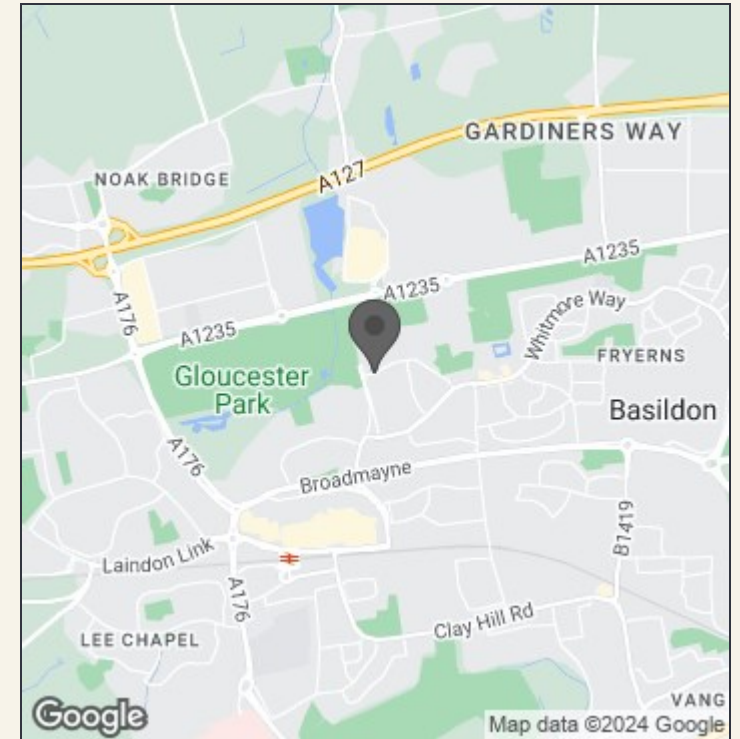 GARDINERS WAY
NOAK BRIDGE
A127
A1235
A1235
A176
A1235
Whitmore Way
FRYERNS
Gloucester
Park
Basildon
A176
Broadmayne
B1419
Laindon Link
A176
Clay Hill Rd
LEE CHAPEL
VANG
Google
Map data ©2024 Google